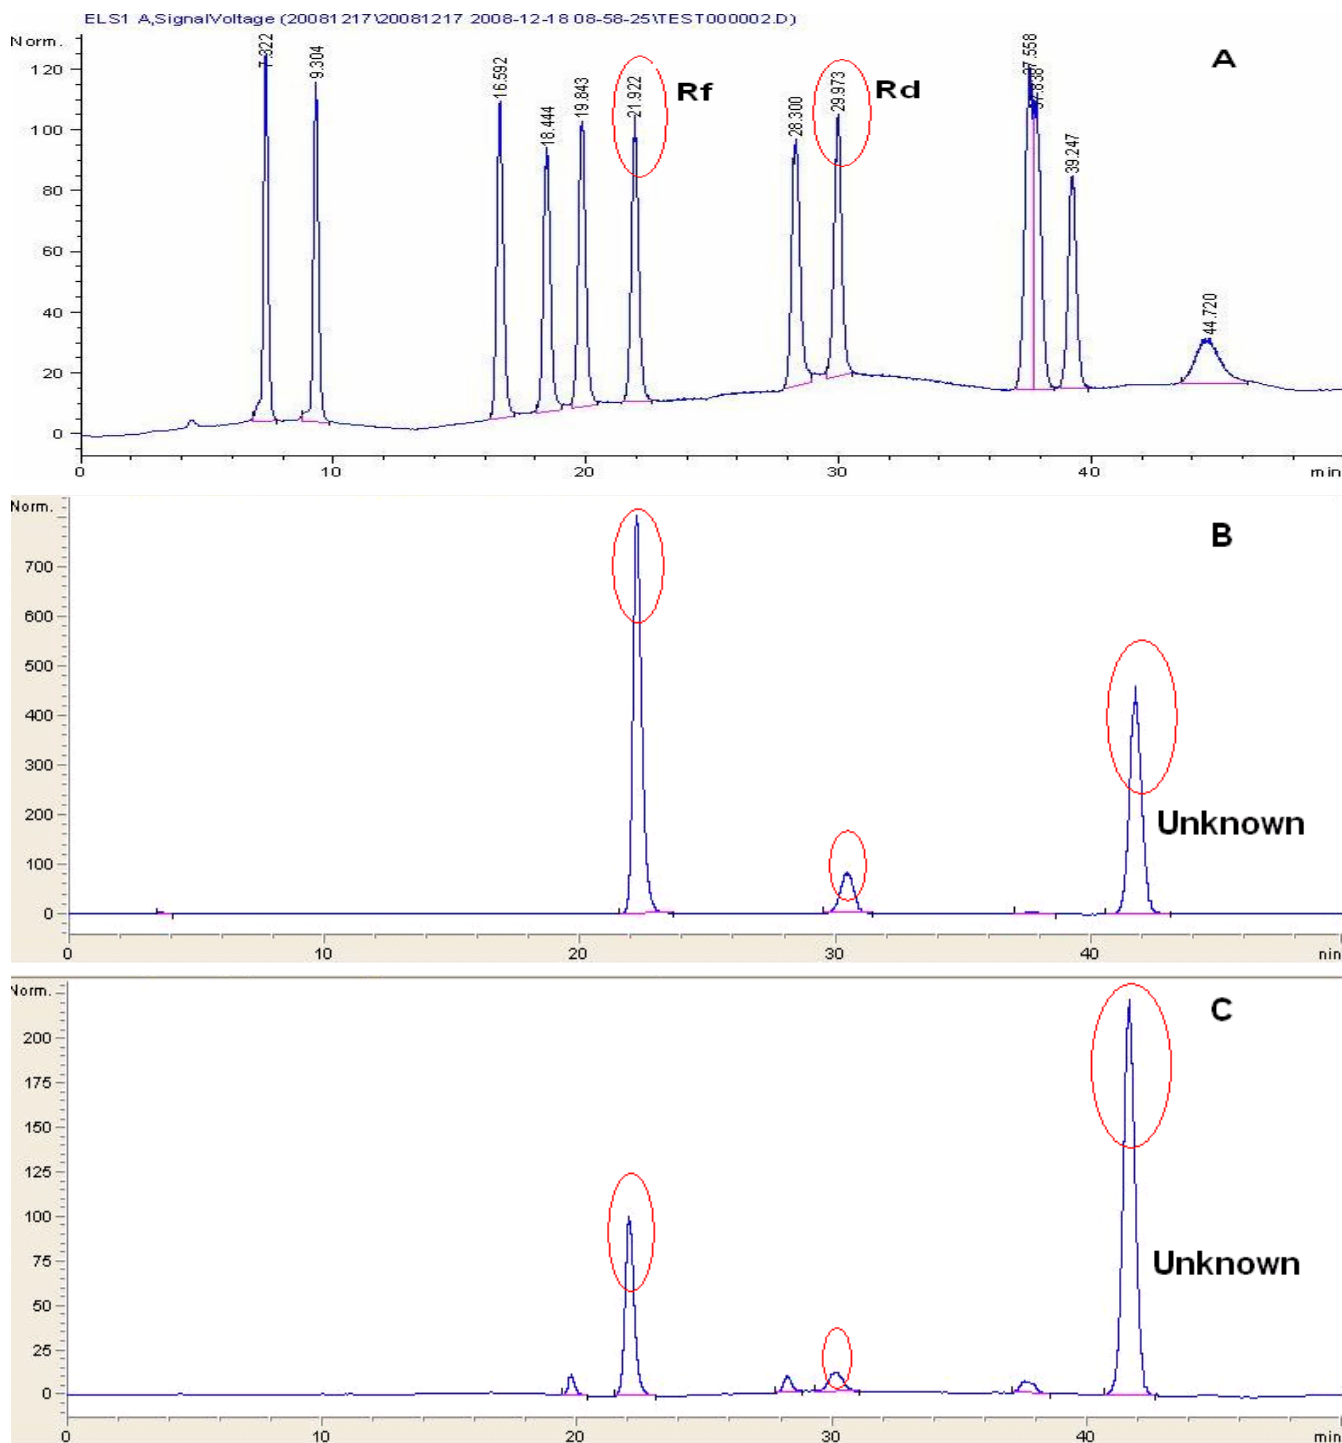 ELS1 A,SignalVoltage (20081217\20081217 2008-12-18 08-58-25\TEST000002.D)
Norm.
A
7.322
9.304
16.592
18.444
19.843
21.922
Rf
28.300
29.973
Rd
37.558
37.838
39.247
44.720
120
100
80
60
40
20
0
0 10 20 30 40 min
Norm.
B
700
600
500
400
300
200
100
0
Unknown
0 10 20 30 40 min
Norm.
C
200
175
150
125
100
75
50
25
0
Unknown
0 10 20 30 40 min